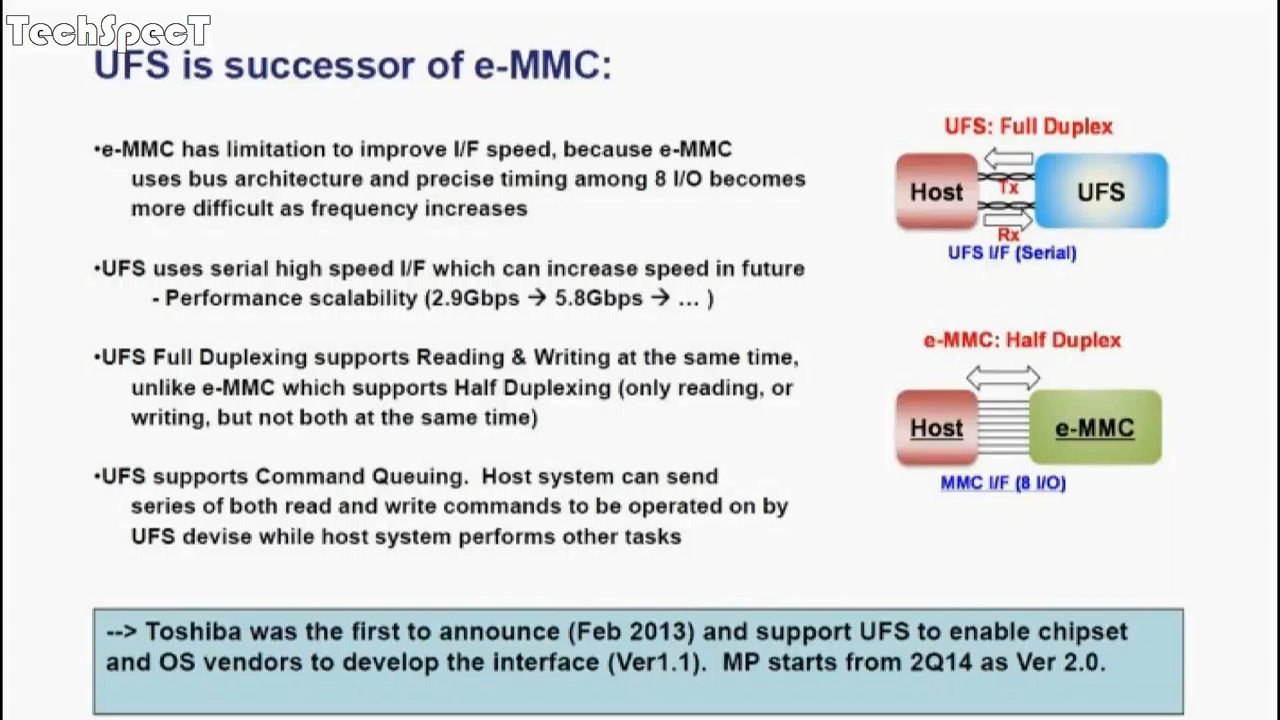 TechSpecT
UFS is successor of e-MMC:
•e-MMC has limitation to improve I/F speed, because e-MMC
uses bus architecture and precise timing among 8 I/O becomes
more difficult as frequency increases
•UFS uses serial high speed I/F which can increase speed in future
- Performance scalability (2.9Gbps → 5.8Gbps → ... )
•UFS Full Duplexing supports Reading & Writing at the same time,
unlike e-MMC which supports Half Duplexing (only reading, or
writing, but not both at the same time)
•UFS supports Command Queuing.  Host system can send
series of both read and write commands to be operated on by
UFS devise while host system performs other tasks
UFS: Full Duplex
Host
Tx
UFS
Rx
UFS I/F (Serial)
e-MMC: Half Duplex
Host
e-MMC
MMC I/F (8 I/O)
--> Toshiba was the first to announce (Feb 2013) and support UFS to enable chipset
and OS vendors to develop the interface (Ver1.1).  MP starts from 2Q14 as Ver 2.0.